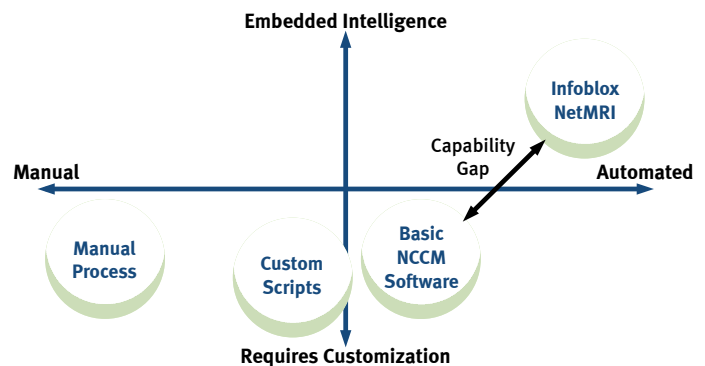 Embedded Intelligence
Infoblox
NetMRI
Capability
Gap
Manual
Automated
Manual
Process
Custom
Scripts
Basic
NCCM
Software
Requires Customization